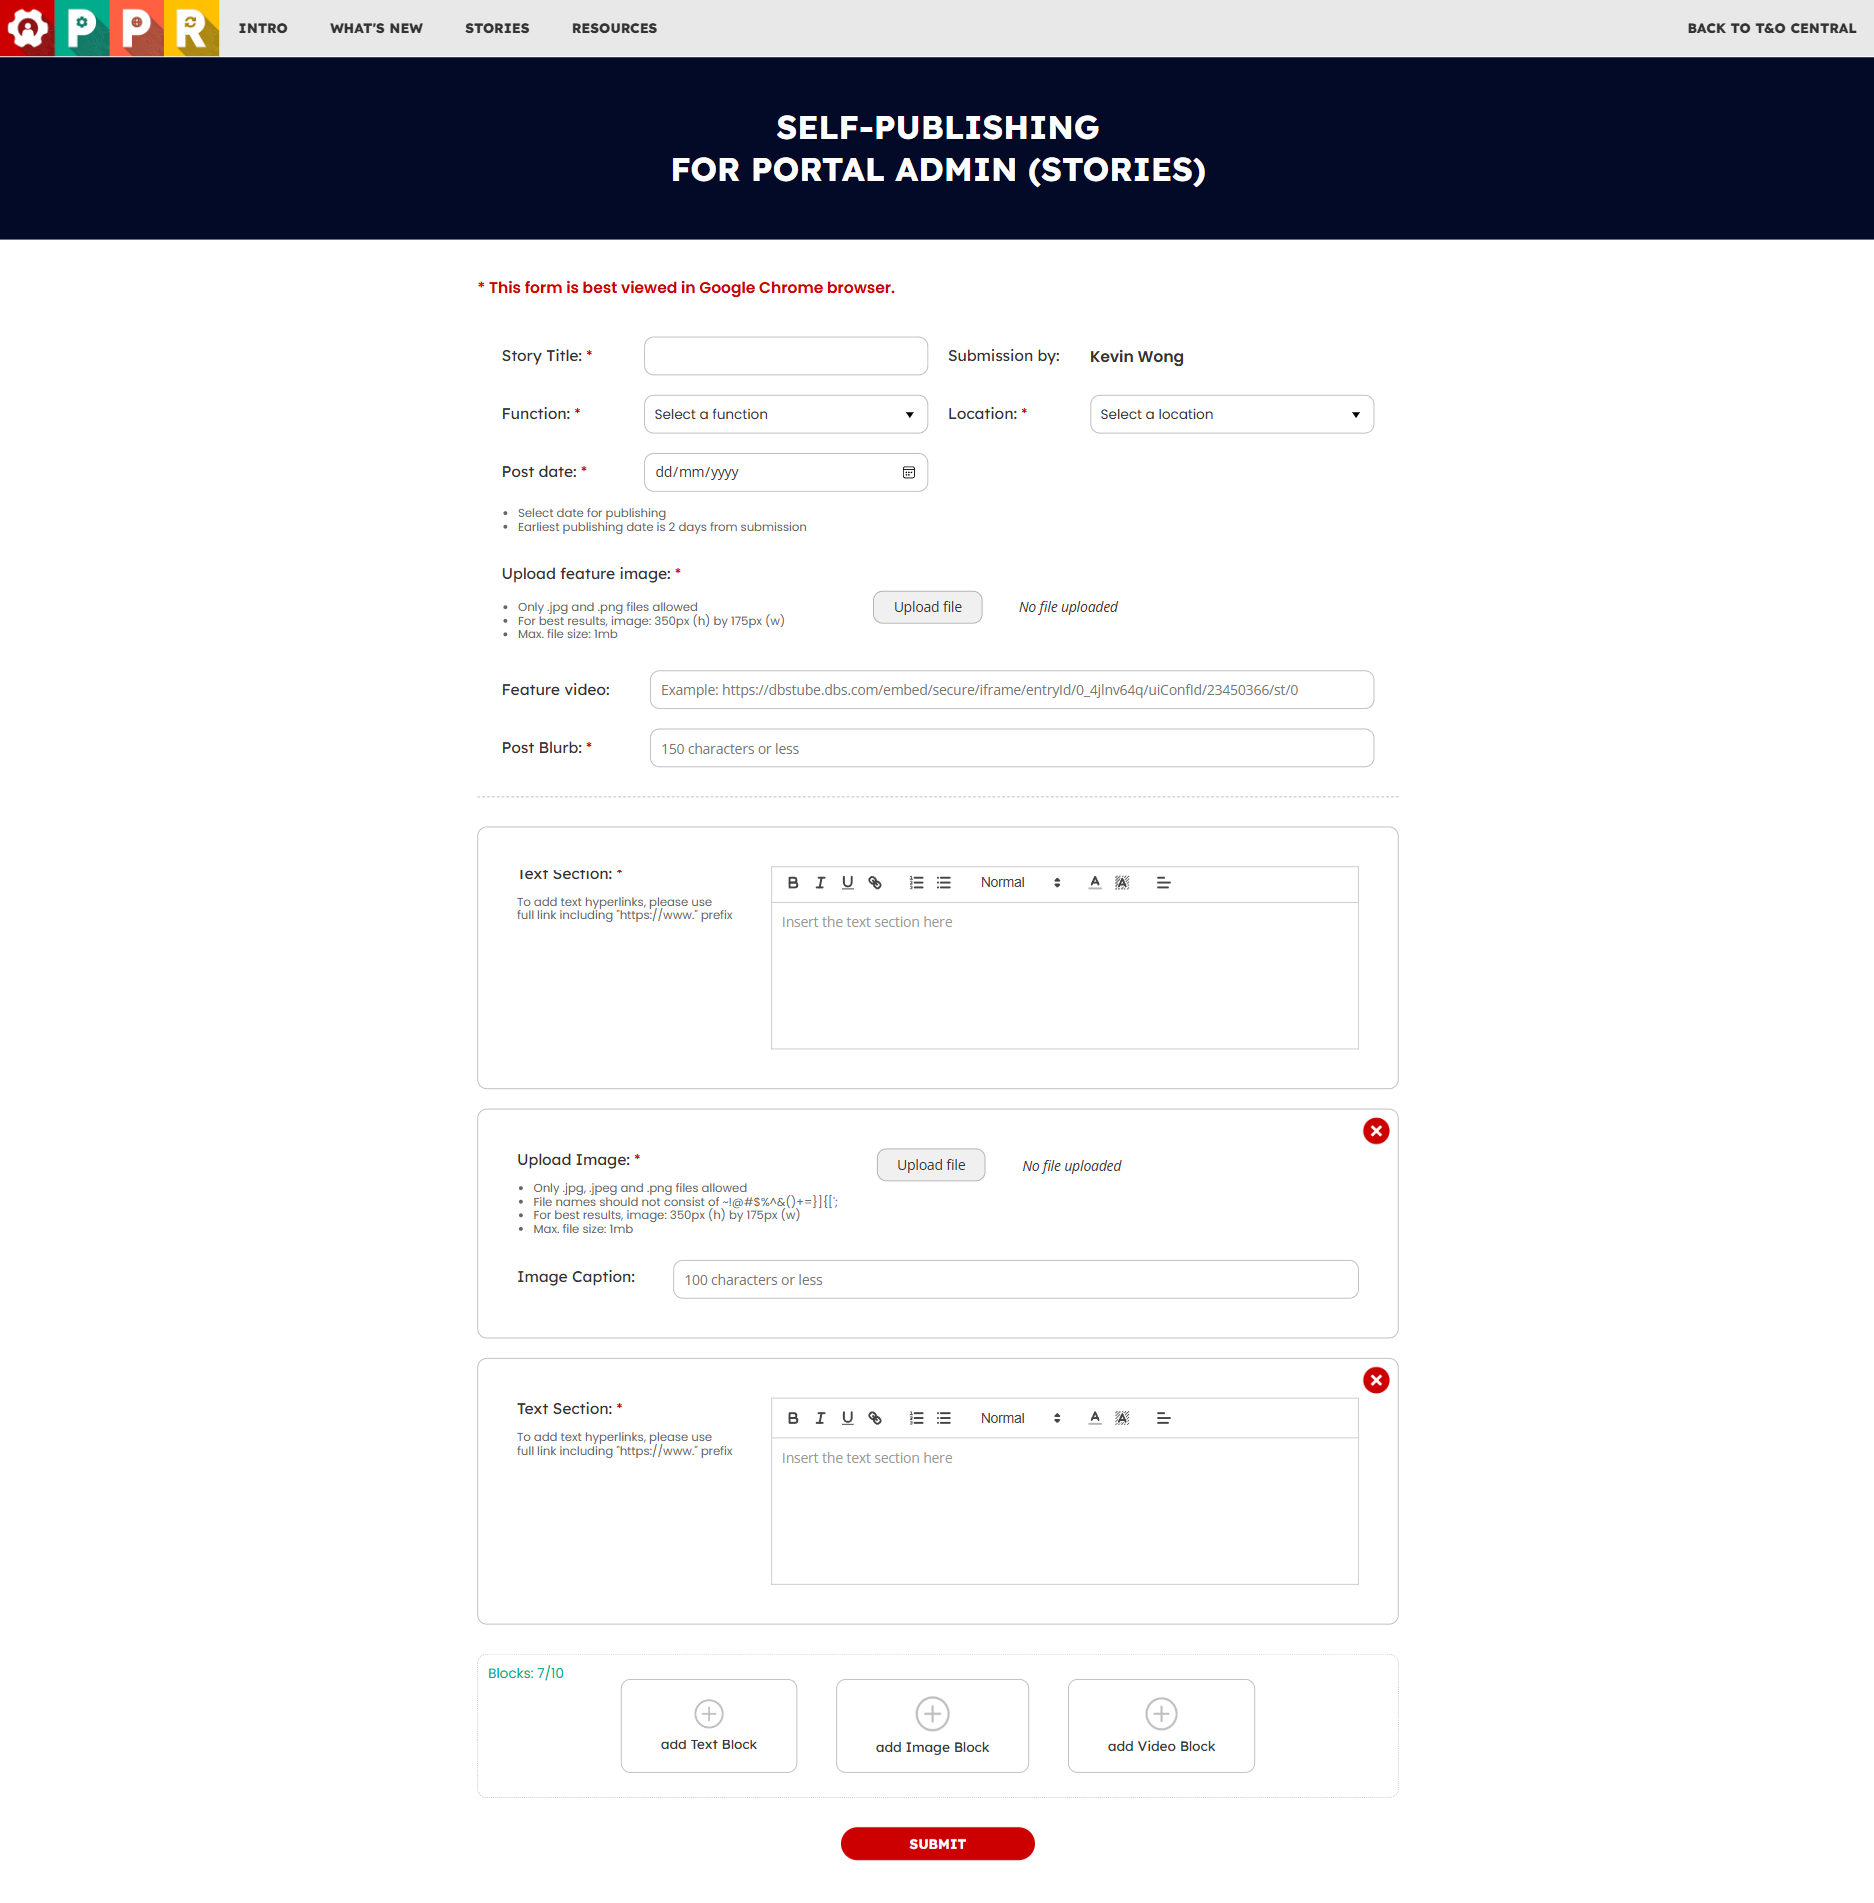 PPR INTRO WHAT'S NEW STORIES RESOURCES BACK TO T&O CENTRAL
SELF-PUBLISHING
FOR PORTAL ADMIN (STORIES)
* This form is best viewed in Google Chrome browser.
Story Title: * Submission by: Kevin Wong
Function: * Select a function Location: * Select a location
Post date: * dd/mm/yyyy
• Select date for publishing
• Earliest publishing date is 2 days from submission
Upload feature image: *
• Only .jpg and .png files allowed
• For best results, image: 350px (h) by 175px (w)
• Max. file size: 1mb
Upload file No file uploaded
Feature video: Example: https://dbstube.dbs.com/embed/secure/iframe/entryId/0_4jlnv64q/uiConfId/23450366/st/0
Post Blurb: * 150 characters or less
Text Section: *
To add text hyperlinks, please use
full link including "https://www." prefix
B I U Normal A A
Insert the text section here
Upload Image: * Upload file No file uploaded
• Only .jpg, .jpeg and .png files allowed
• File names should not consist of ~!@#$%^&()+=}]{[';
• For best results, image: 350px (h) by 175px (w)
• Max. file size: 1mb
Image Caption: 100 characters or less
Text Section: *
To add text hyperlinks, please use
full link including "https://www." prefix
B I U Normal A A
Insert the text section here
Blocks: 7/10
add Text Block add Image Block add Video Block
SUBMIT